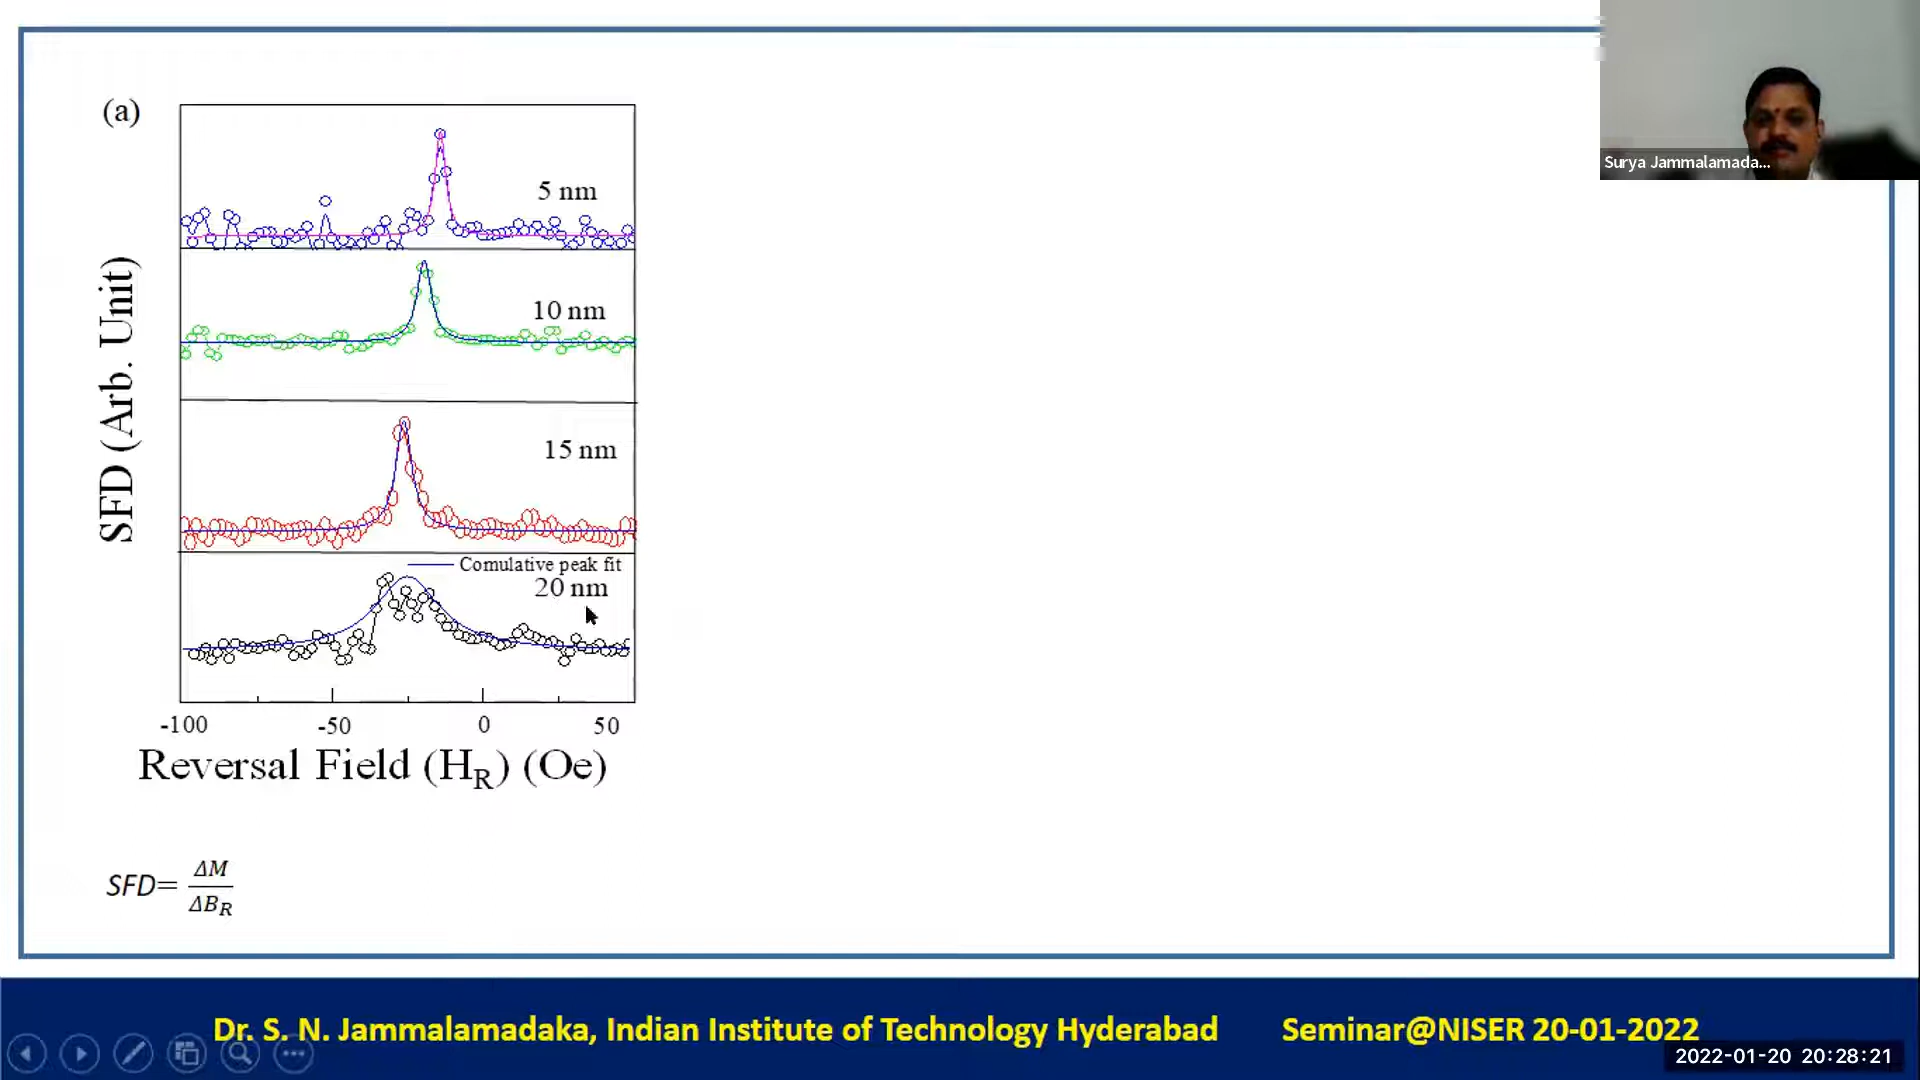 Surya Jammalamada...
(a)
5 nm
10 nm
15 nm
Comulative peak fit
20 nm
SFD (Arb. Unit)
-100 -50 0 50
Reversal Field (H_R) (Oe)
SFD= ΔM/ΔB_R
Dr. S. N. Jammalamadaka, Indian Institute of Technology Hyderabad Seminar@NISER 20-01-2022
2022-01-20 20:28:21